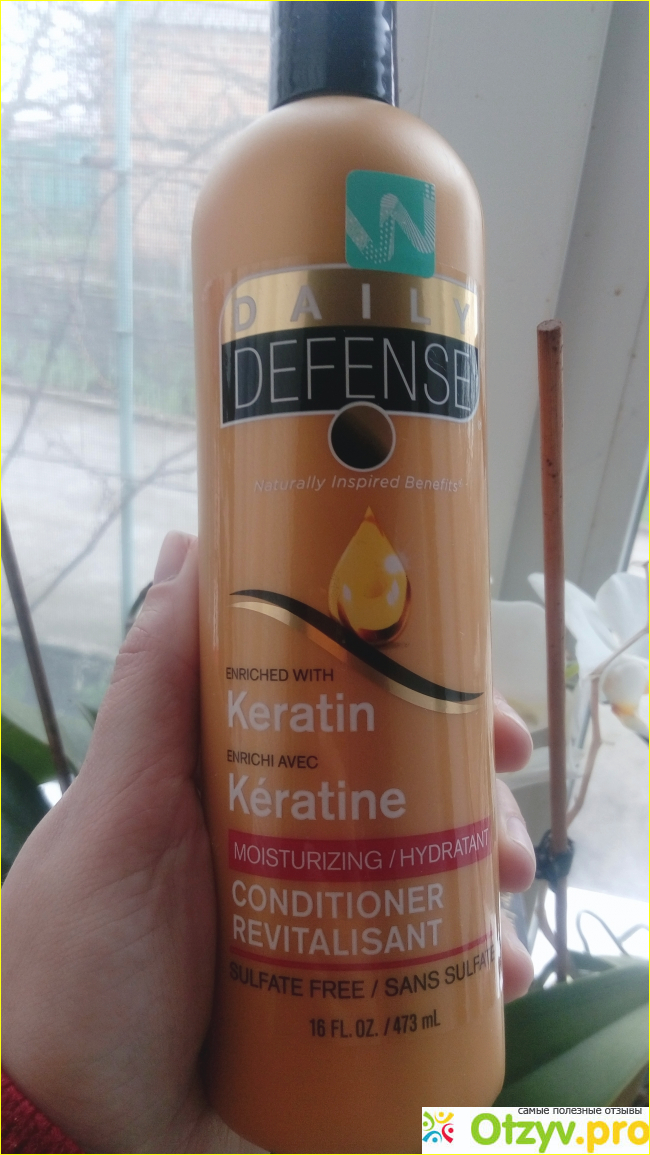 DAILY
DEFENSE
Naturally Inspired Benefits®
ENRICHED WITH
Keratin
ENRICHI AVEC
Kératine
MOISTURIZING / HYDRATANT
CONDITIONER
REVITALISANT
SULFATE FREE / SANS SULFATE
16 FL. OZ. / 473 mL
самые полезные отзывы
Otzyv.pro